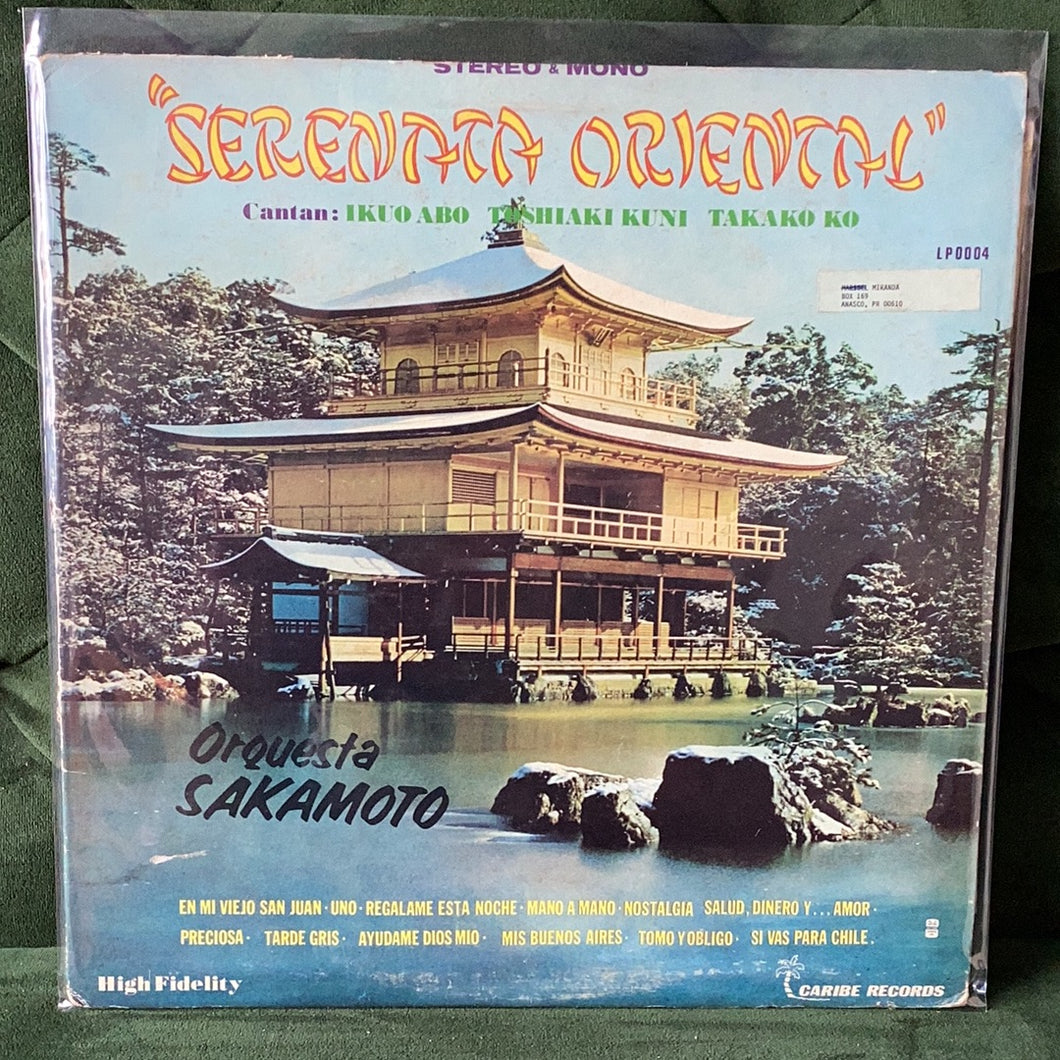 STEREO & MONO
"SERENATA ORIENTAL"
Cantan: IKUO ABO TOSHIAKI KUNI TAKAKO KO
LP0004
MIRANDA
BOX 169
ANASCO, PR 00610
Orquesta
SAKAMOTO
EN MI VIEJO SAN JUAN · UNO · REGALAME ESTA NOCHE · MANO A MANO · NOSTALGIA SALUD, DINERO Y... AMOR ·
PRECIOSA · TARDE GRIS · AYUDAME DIOS MIO · MIS BUENOS AIRES · TOMO Y OBLIGO · SI VAS PARA CHILE.
High Fidelity
CARIBE RECORDS